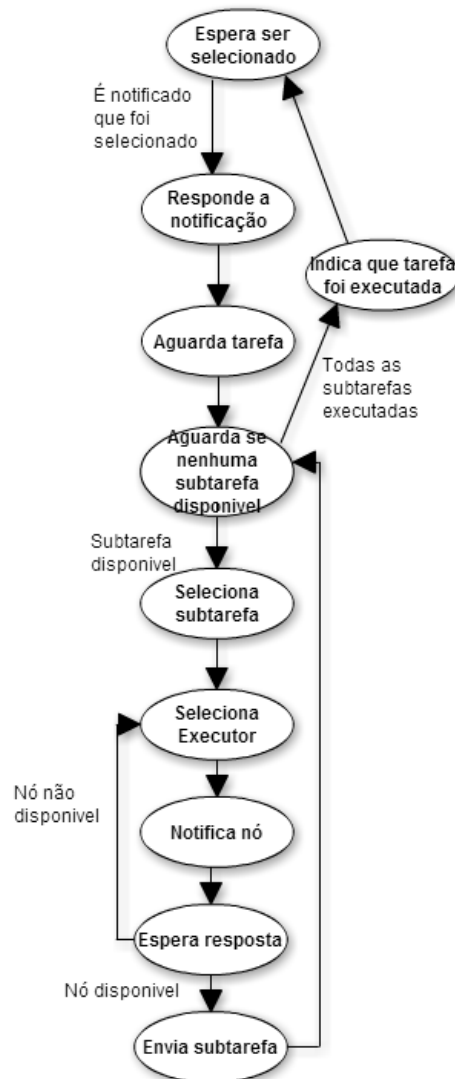 Espera ser
selecionado
É notificado
que foi
selecionado
Responde a
notificação
Indica que tarefa
foi executada
Aguarda tarefa
Todas as
subtarefas
executadas
Aguarda se
nenhuma
subtarefa
disponivel
Subtarefa
disponivel
Seleciona
subtarefa
Seleciona
Executor
Nó não
disponivel
Notifica nó
Espera resposta
Nó disponivel
Envia subtarefa